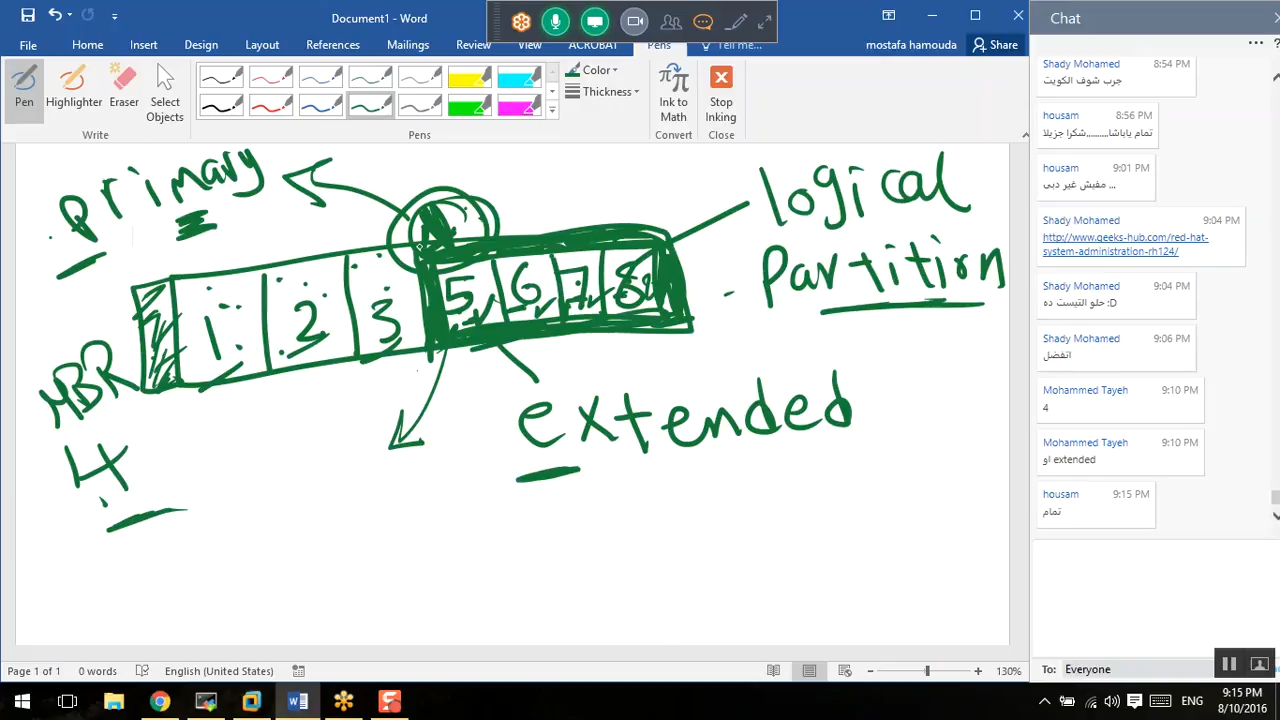 Document1 - Word
File
Home
Insert
Design
Layout
References
Mailings
Review
View
ACROBAT
Pens
Tell me...
mostafa hamouda
Share
Pen
Highlighter
Eraser
Select Objects
Color
Thickness
Ink to Math
Stop Inking
Write
Pens
Convert
Close
primary
logical
Partition
1
2
3
5
6
7
8
MBR
4
extended
Page 1 of 1
0 words
English (United States)
130%
Chat
Shady Mohamed 8:54 PM
جرب شوف الكويت
housam 8:56 PM
تمام ياباشا.........شكرا جزيلا
housam 9:01 PM
مفيش غير دبى ,,,
Shady Mohamed 9:04 PM
http://www.geeks-hub.com/red-hat-
system-administration-rh124/
Shady Mohamed 9:04 PM
حلو التيست ده :D
Shady Mohamed 9:06 PM
اتفضل
Mohammed Tayeh 9:10 PM
4
Mohammed Tayeh 9:10 PM
او extended
housam 9:15 PM
تمام
To: Everyone
ENG
9:15 PM
8/10/2016